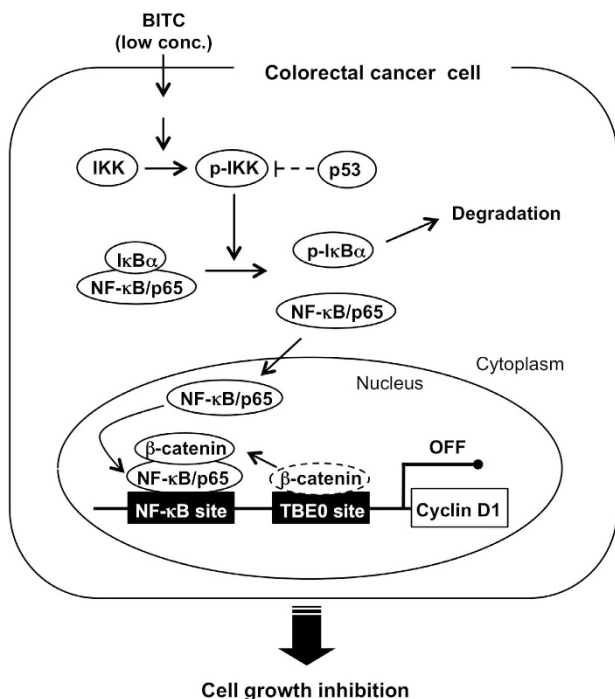 BITC
(low conc.)
Colorectal cancer cell
IKK
p-IKK
p53
Degradation
IκBα
NF-κB/p65
p-IκBα
NF-κB/p65
Cytoplasm
Nucleus
NF-κB/p65
OFF
β-catenin
NF-κB/p65
β-catenin
NF-κB site
TBE0 site
Cyclin D1
Cell growth inhibition